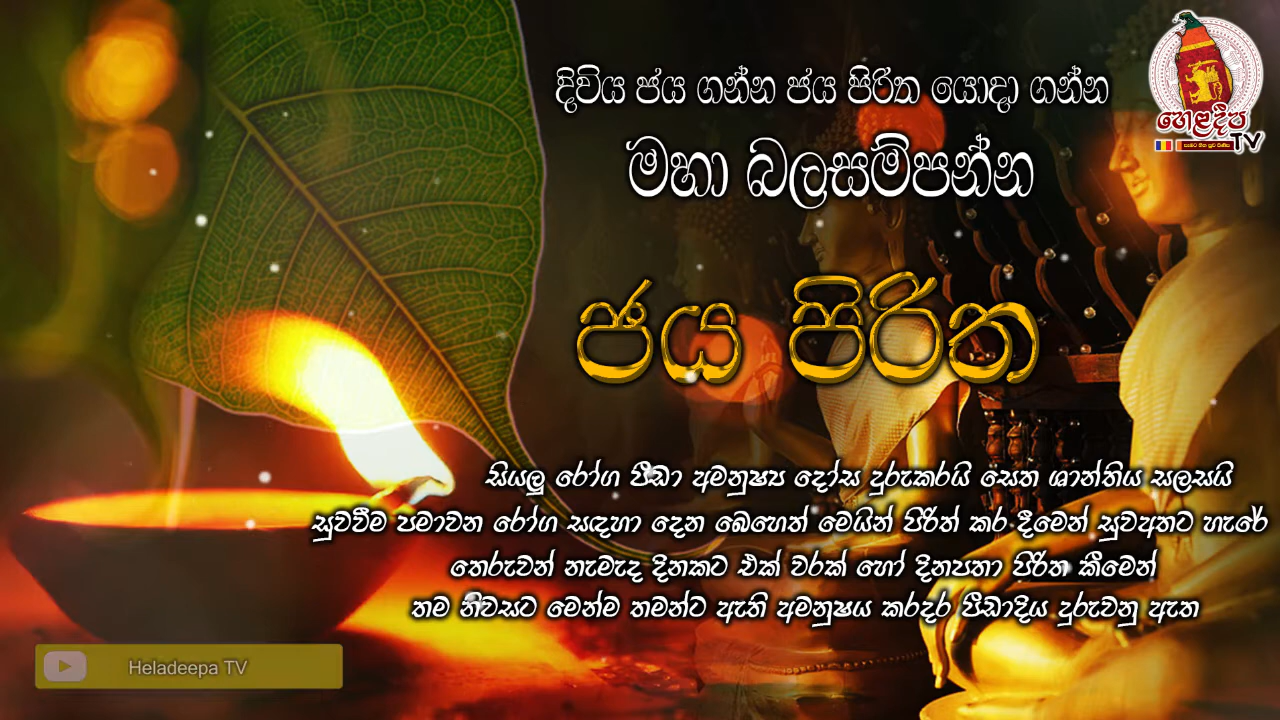 දිවිය ජය ගන්න ජය පිරිත යොදා ගන්න
මහා බලසම්පන්න
ජය පිරිත
සියලු රෝග පීඩා අමනුෂ්‍ය දෝස දුරුකරයි සෙත ශාන්තිය සලසයි
සුවවීම පමාවන රෝග සඳහා දෙන බෙහෙත් මෙයින් පිරිත් කර දීමෙන් සුවඅතට හැරේ
තෙරුවන් නැමැද දිනකට එක් වරක් හෝ දිනපතා පිරිත කීමෙන්
තම නිවසට මෙන්ම තමන්ට ඇති අමනුෂය කරදර පීඩාදිය දුරුවනු ඇත
හෙළදීප
TV
Heladeepa TV